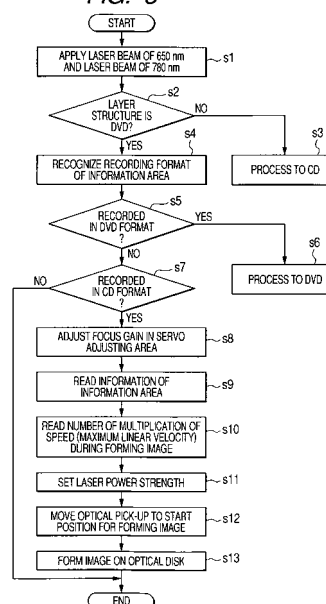 START
APPLY LASER BEAM OF 650 nm
AND LASER BEAM OF 780 nm
s1
s2
LAYER
STRUCTURE IS
DVD?
NO
YES
s3
PROCESS TO CD
s4
RECOGNIZE RECORDING FORMAT
OF INFORMATION AREA
s5
RECORDED
IN DVD FORMAT
?
YES
NO
s6
PROCESS TO DVD
s7
RECORDED
IN CD FORMAT
?
NO
YES
ADJUST FOCUS GAIN IN SERVO
ADJUSTING AREA
s8
READ INFORMATION OF
INFORMATION AREA
s9
READ NUMBER OF MULTIPLICATION OF
SPEED (MAXIMUM LINEAR VELOCITY)
DURING FORMING IMAGE
s10
SET LASER POWER STRENGTH
s11
MOVE OPTICAL PICK-UP TO START
POSITION FOR FORMING IMAGE
s12
FORM IMAGE ON OPTICAL DISK
s13
END